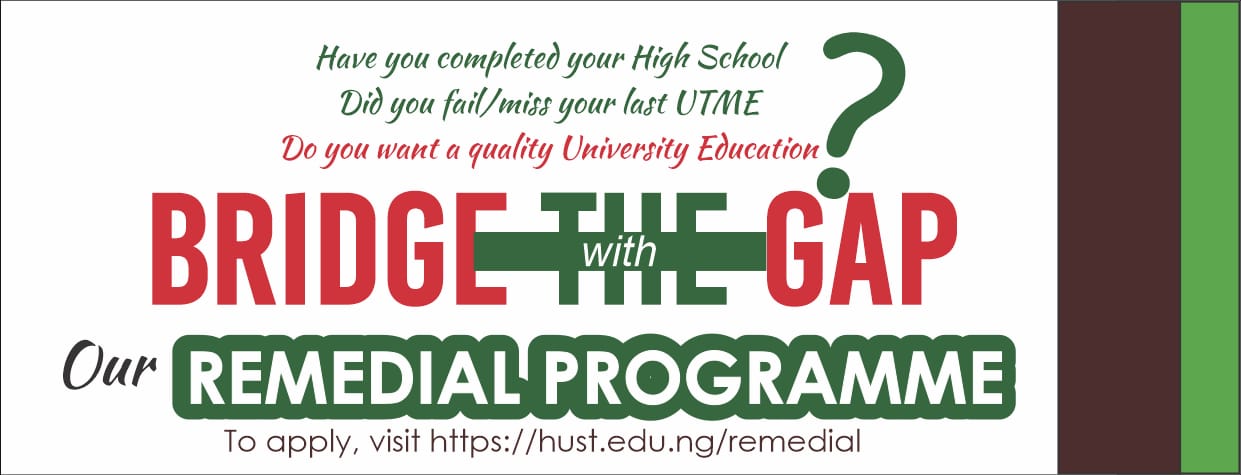 Have you completed your High School
Did you fail/miss your last UTME
Do you want a quality University Education
?
BRIDGE THE GAP
with
Our REMEDIAL PROGRAMME
To apply, visit https://hust.edu.ng/remedial